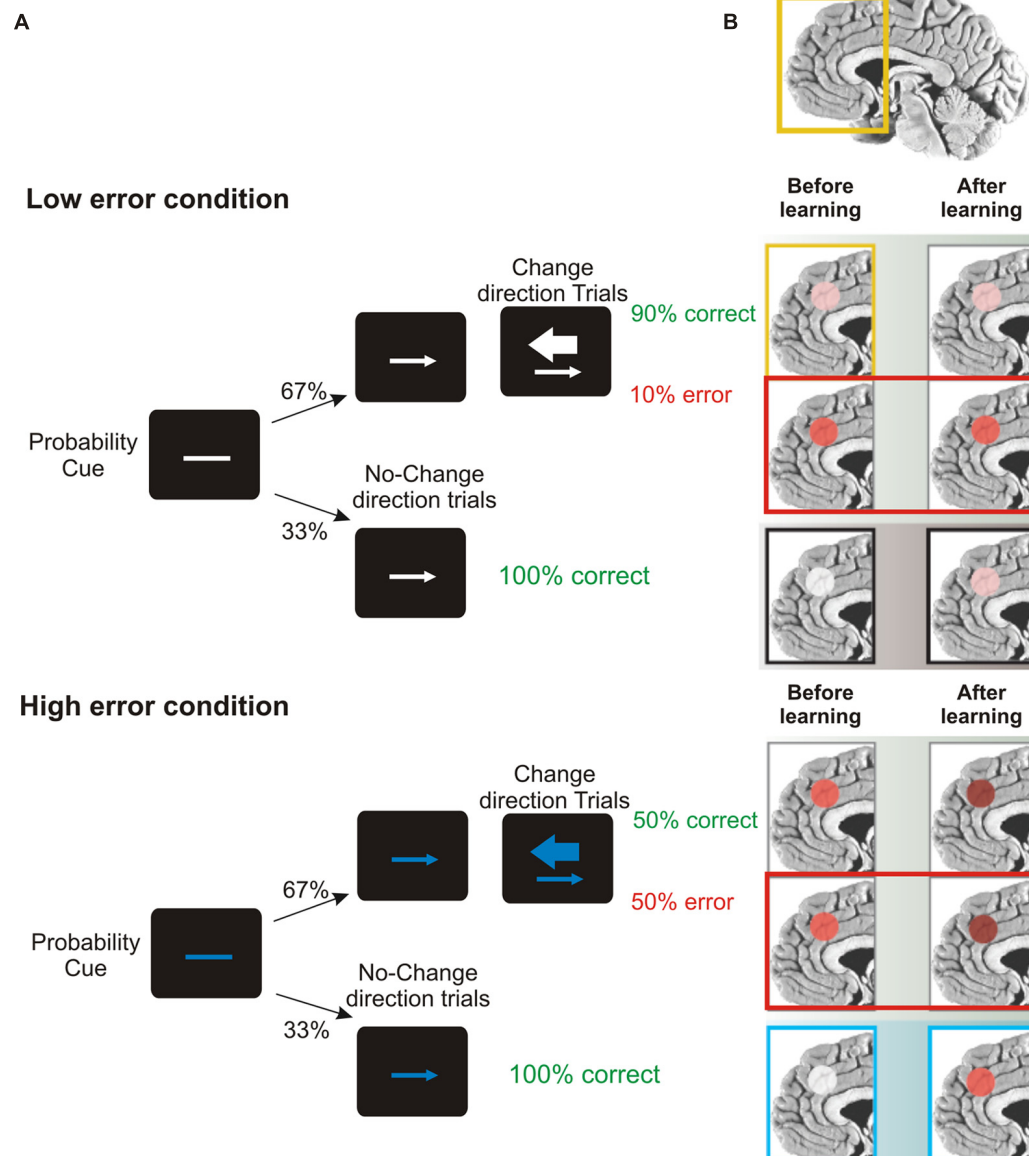 A
B
Before
learning
After
learning
Low error condition
Change
direction Trials
90% correct
67%
10% error
Probability
Cue
No-Change
direction trials
33%
100% correct
High error condition
Before
learning
After
learning
Change
direction Trials
50% correct
67%
50% error
Probability
Cue
No-Change
direction trials
33%
100% correct